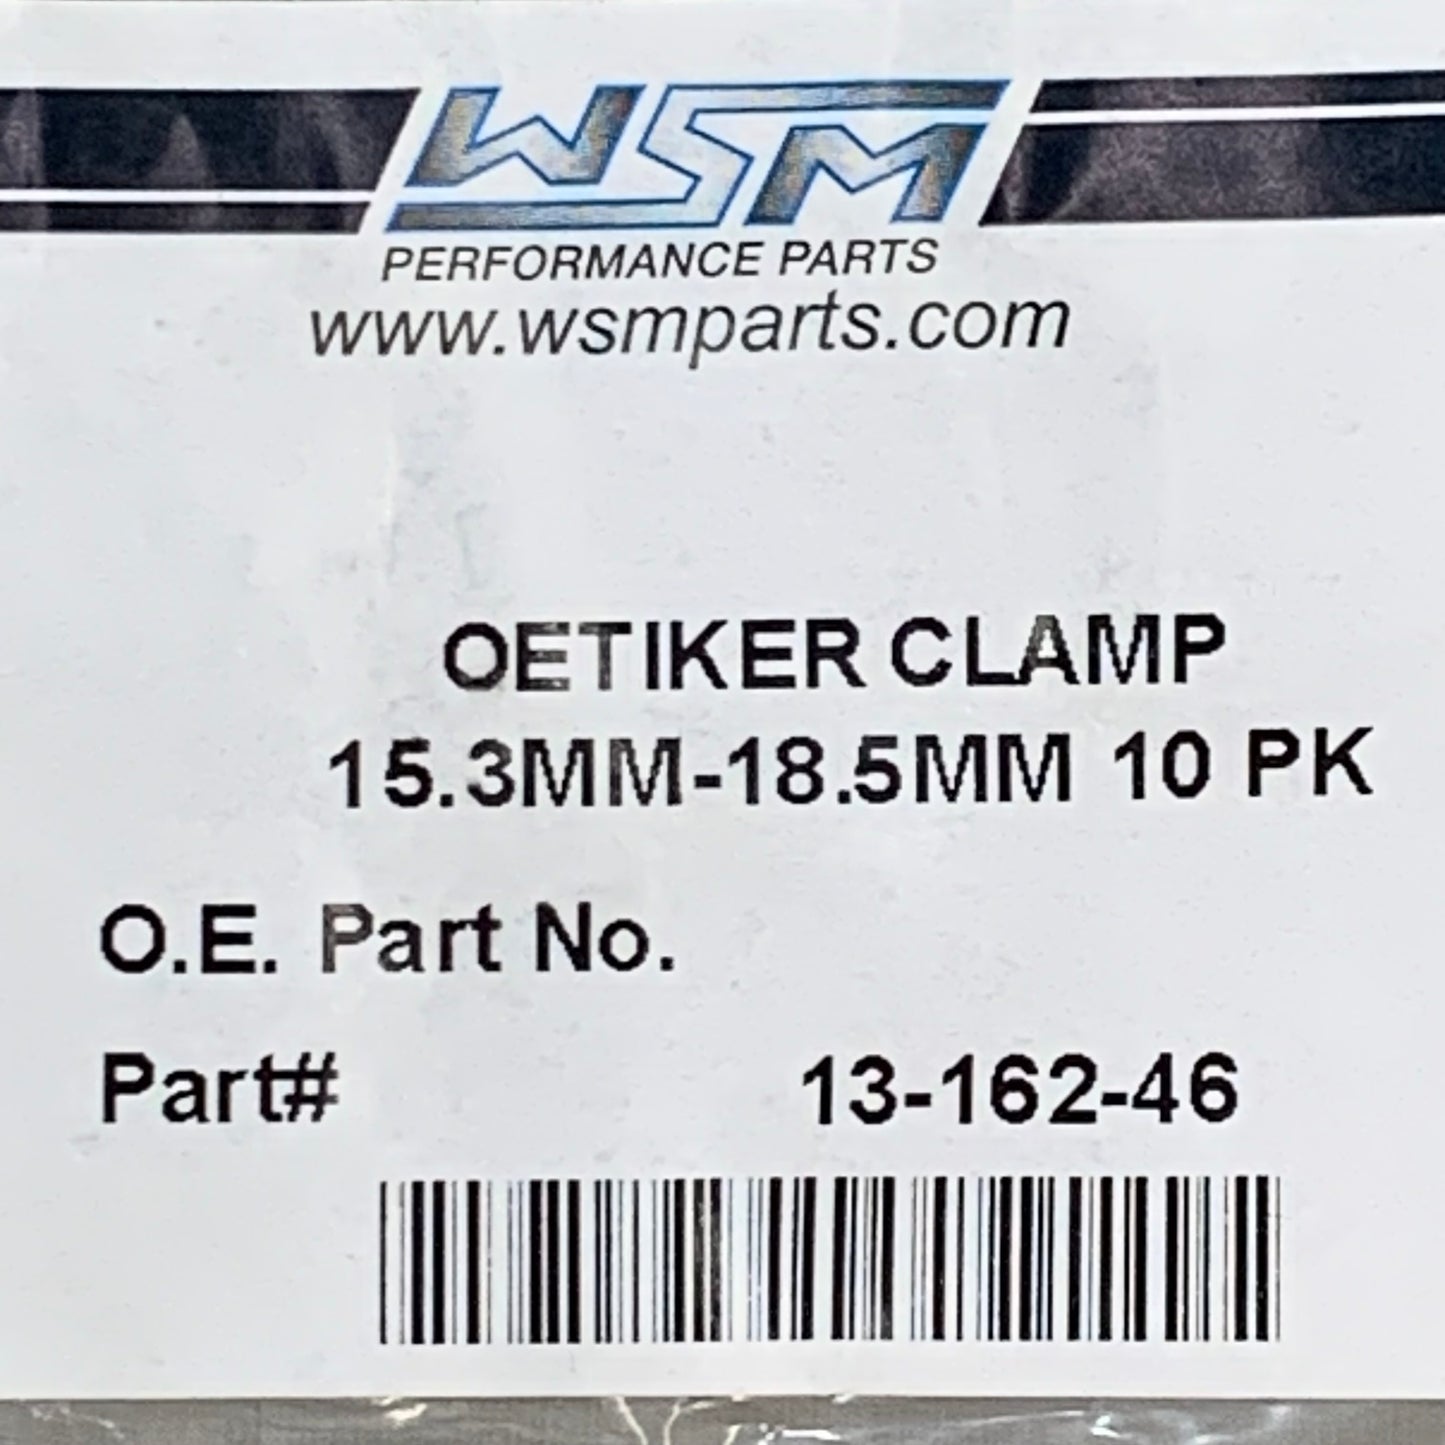 WSM
PERFORMANCE PARTS
www.wsmparts.com
OETIKER CLAMP
15.3MM-18.5MM 10 PK
O.E. Part No.
Part# 13-162-46